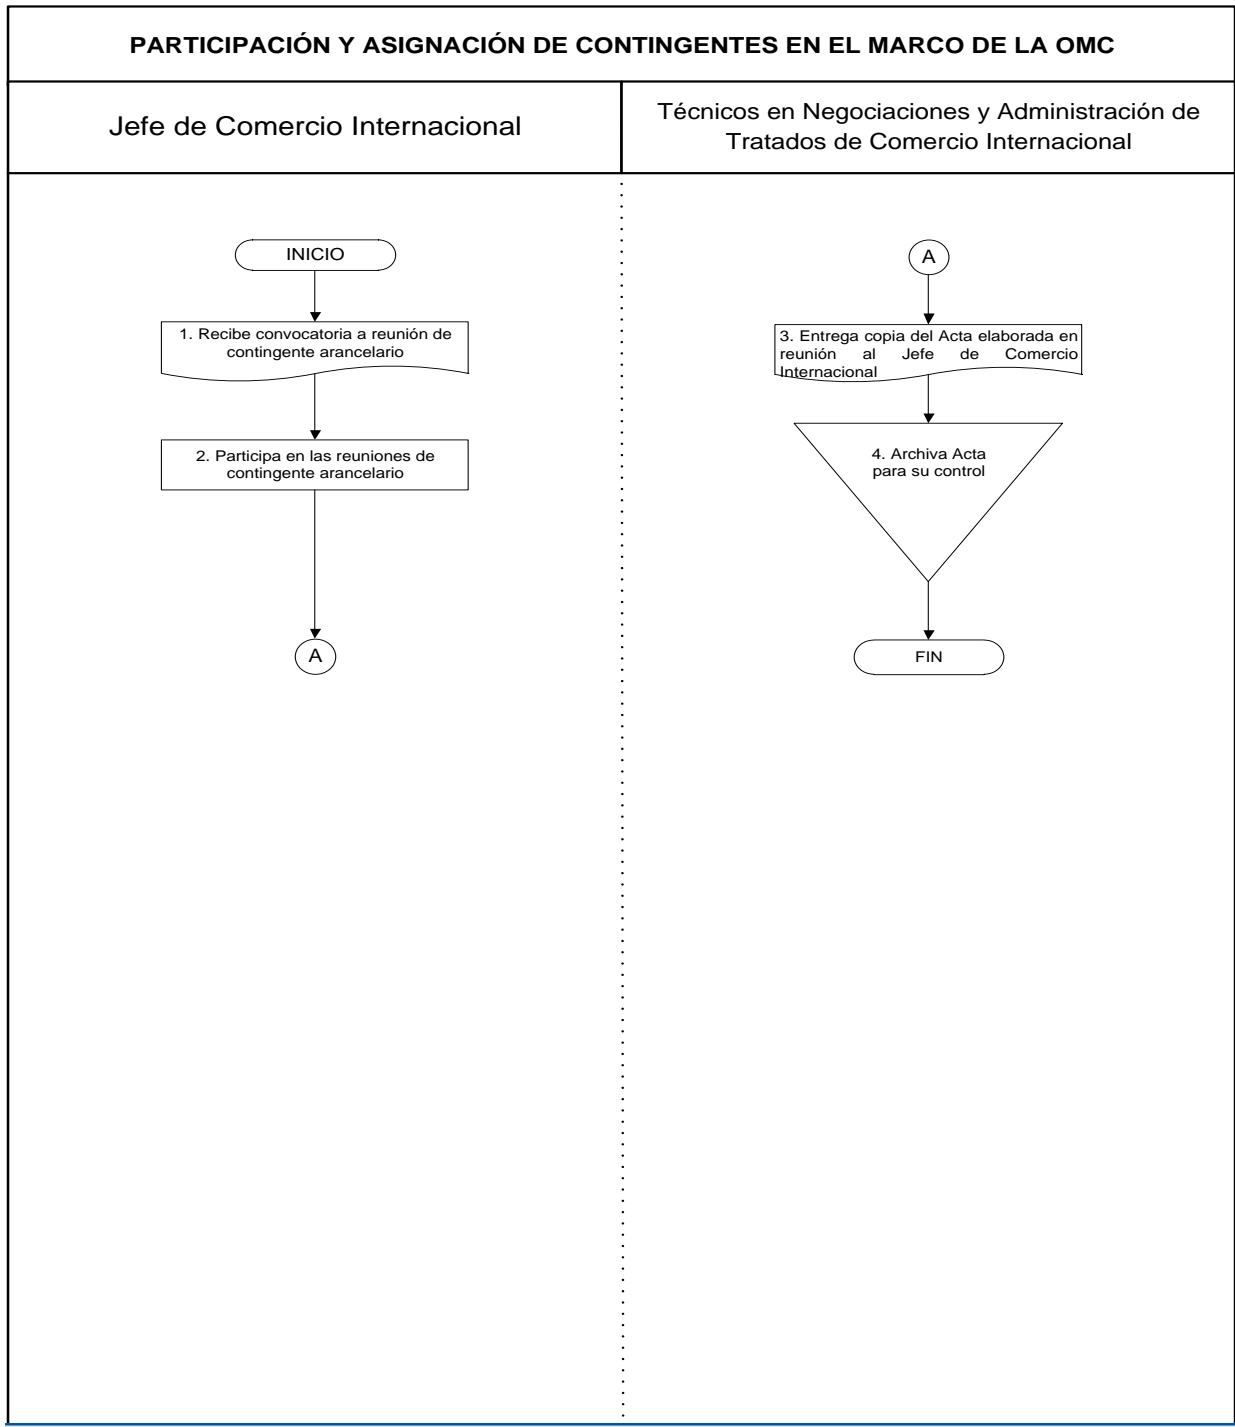 PARTICIPACIÓN Y ASIGNACIÓN DE CONTINGENTES EN EL MARCO DE LA OMC
Jefe de Comercio Internacional
Técnicos en Negociaciones y Administración de
Tratados de Comercio Internacional
INICIO
1. Recibe convocatoria a reunión de
contingente arancelario
2. Participa en las reuniones de
contingente arancelario
A
A
3. Entrega copia del Acta elaborada en
reunión al Jefe de Comercio
Internacional
4. Archiva Acta
para su control
FIN